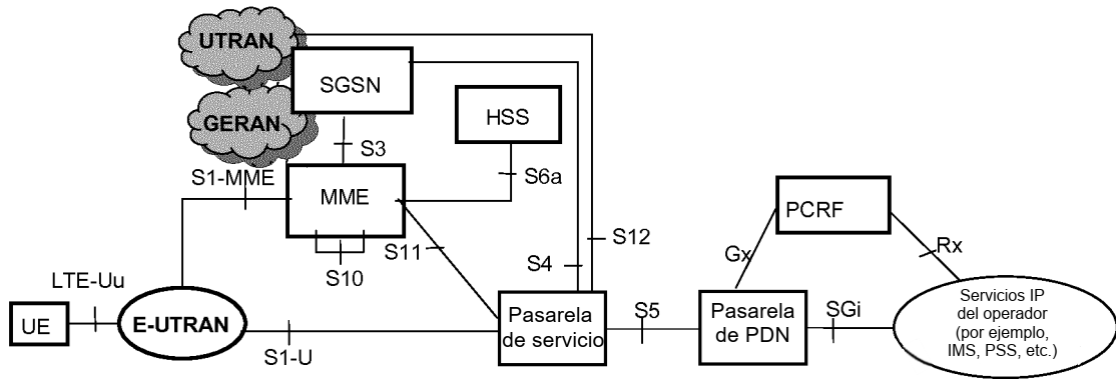 UTRAN
SGSN
GERAN
HSS
S3
S1-MME
S6a
MME
PCRF
S12
S11
Gx
Rx
S4
S10
LTE-Uu
Servicios IP
del operador
(por ejemplo,
IMS, PSS, etc.)
UE
E-UTRAN
S1-U
Pasarela
de servicio
S5
Pasarela
de PDN
SGi